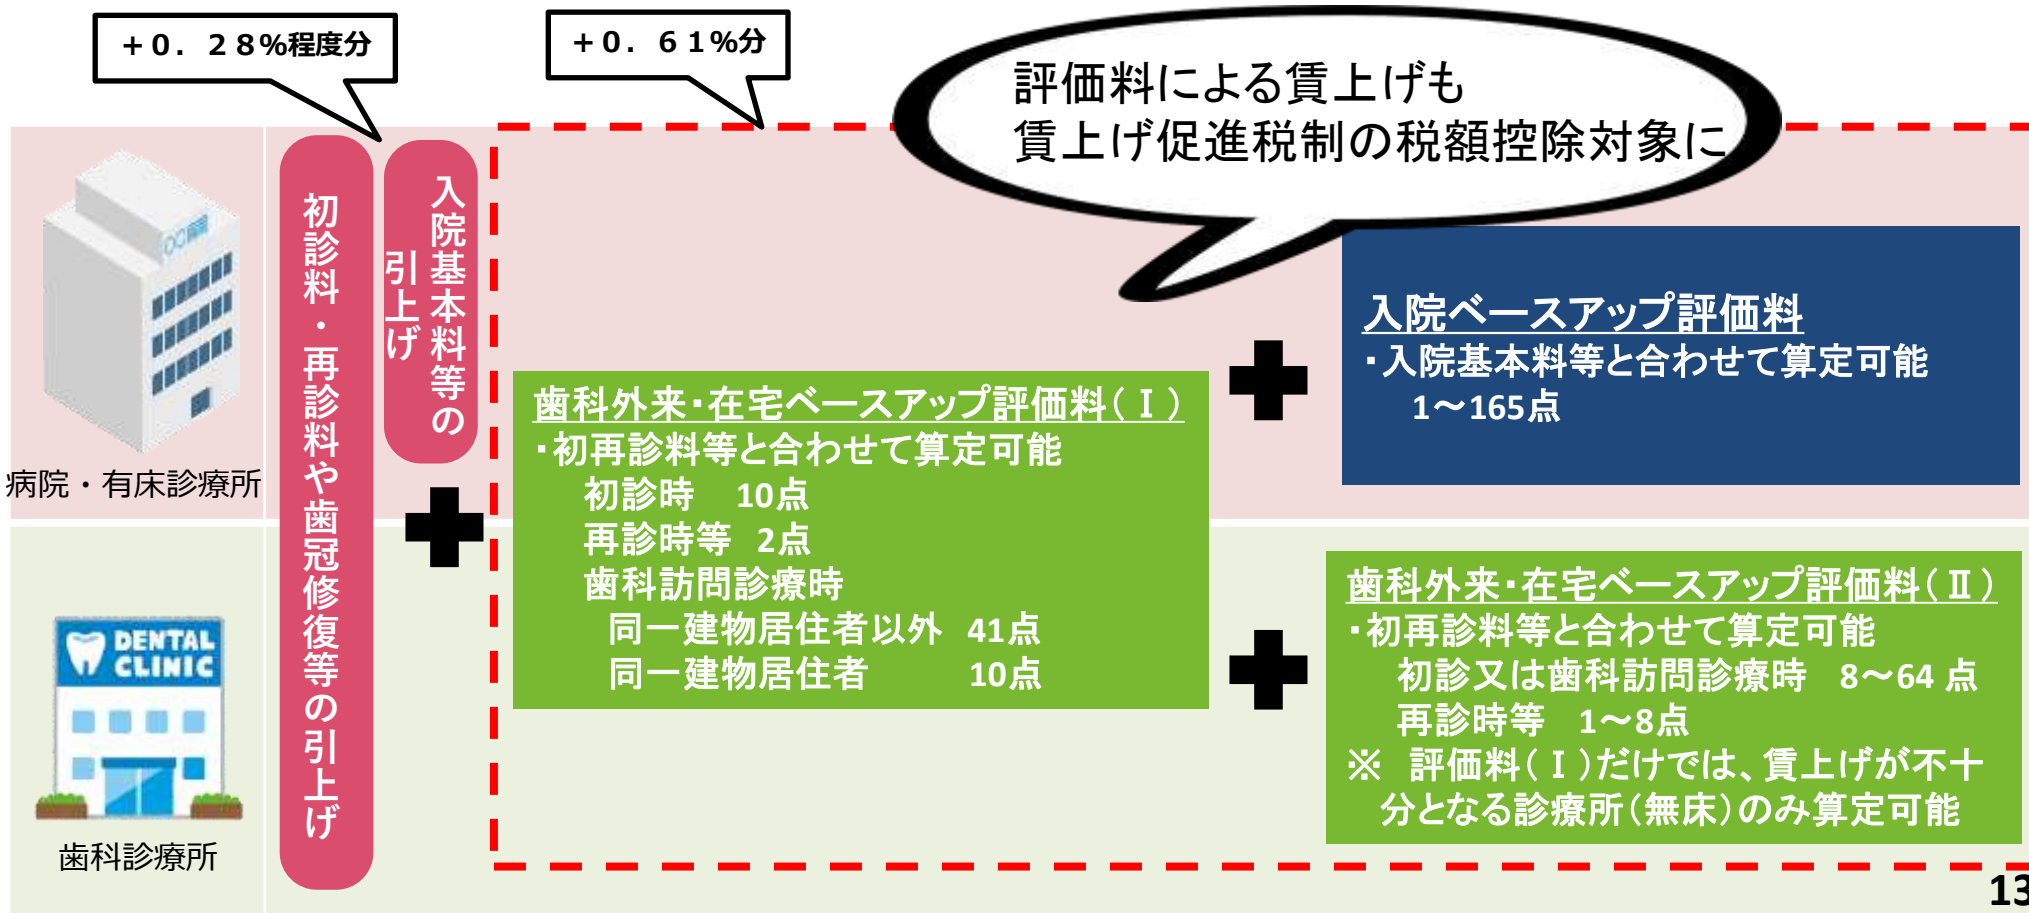 +0.28%程度分
+0.61%分
評価料による賃上げも
賃上げ促進税制の税額控除対象に
病院・有床診療所
DENTAL
CLINIC
歯科診療所
初診料・再診料や歯冠修復等の引上げ
入院基本料等の
引上げ
歯科外来・在宅ベースアップ評価料(Ⅰ)
・初再診料等と合わせて算定可能
初診時 10点
再診時等 2点
歯科訪問診療時
同一建物居住者以外 41点
同一建物居住者 10点
入院ベースアップ評価料
・入院基本料等と合わせて算定可能
1~165点
歯科外来・在宅ベースアップ評価料(Ⅱ)
・初再診料等と合わせて算定可能
初診又は歯科訪問診療時 8~64 点
再診時等 1~8点
※ 評価料(Ⅰ)だけでは、賃上げが不十
分となる診療所(無床)のみ算定可能
13